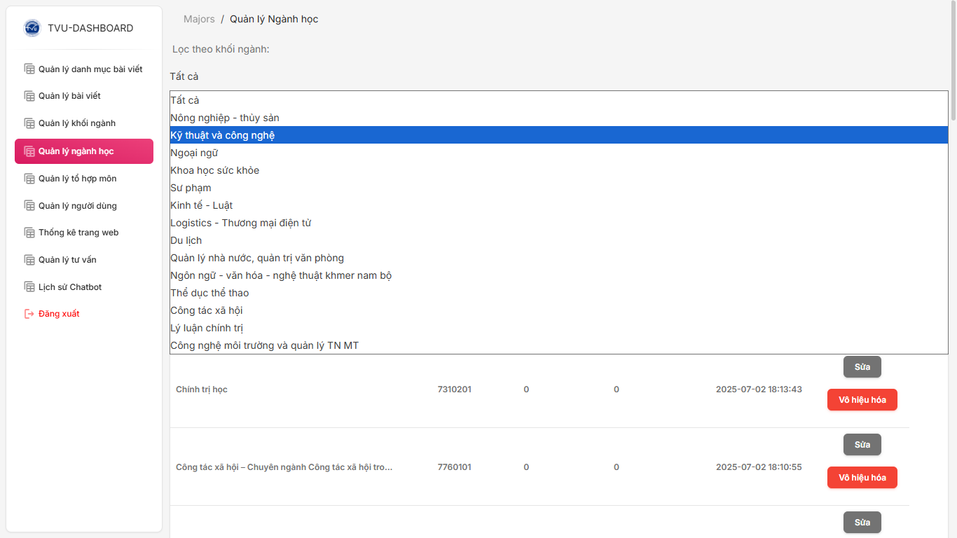 TVU-DASHBOARD
Quản lý danh mục bài viết
Quản lý bài viết
Quản lý khối ngành
Quản lý ngành học
Quản lý tổ hợp môn
Quản lý người dùng
Thống kê trang web
Quản lý tư vấn
Lịch sử Chatbot
Đăng xuất
Majors / Quản lý Ngành học
Lọc theo khối ngành:
Tất cả
Tất cả
Nông nghiệp - thủy sản
Kỹ thuật và công nghệ
Ngoại ngữ
Khoa học sức khỏe
Sư phạm
Kinh tế - Luật
Logistics - Thương mại điện tử
Du lịch
Quản lý nhà nước, quản trị văn phòng
Ngôn ngữ - văn hóa - nghệ thuật khmer nam bộ
Thể dục thể thao
Công tác xã hội
Lý luận chính trị
Công nghệ môi trường và quản lý TN MT
Sửa
Chính trị học 7310201 0 0 2025-07-02 18:13:43
Vô hiệu hóa
Sửa
Công tác xã hội – Chuyên ngành Công tác xã hội tro... 7760101 0 0 2025-07-02 18:10:55
Vô hiệu hóa
Sửa